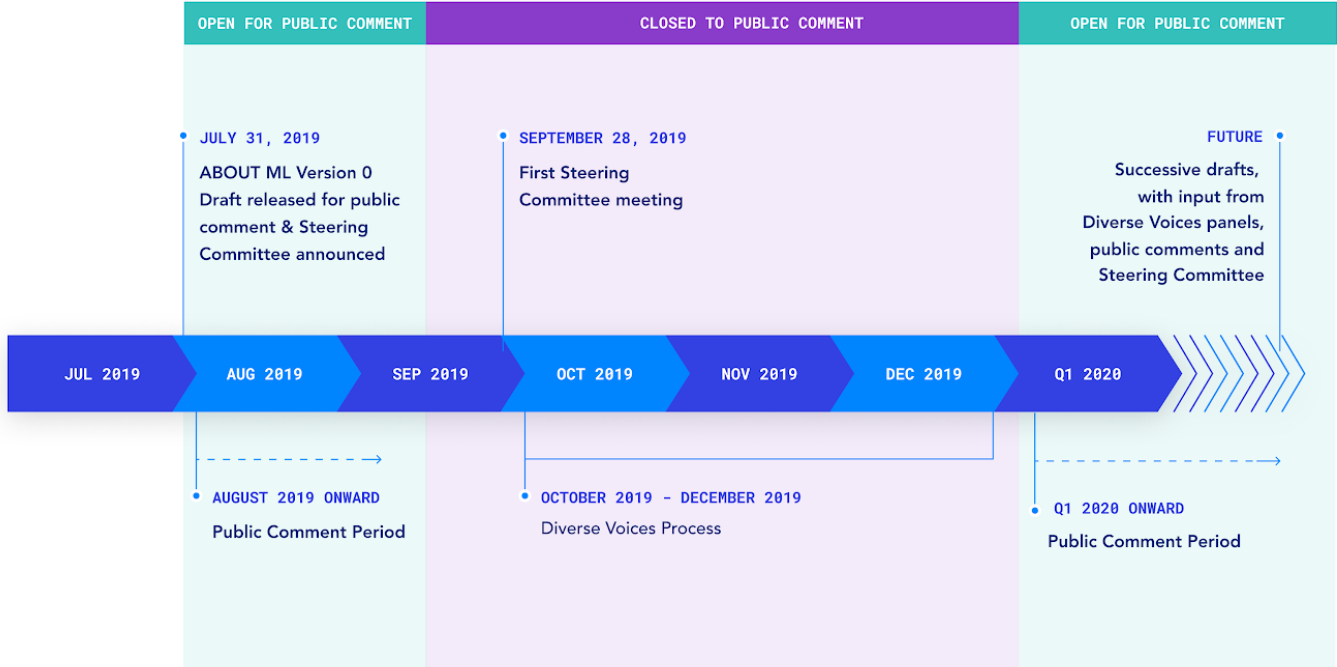 OPEN FOR PUBLIC COMMENT
CLOSED TO PUBLIC COMMENT
OPEN FOR PUBLIC COMMENT
JULY 31, 2019
ABOUT ML Version 0
Draft released for public
comment & Steering
Committee announced
SEPTEMBER 28, 2019
First Steering
Committee meeting
FUTURE
Successive drafts,
with input from
Diverse Voices panels,
public comments and
Steering Committee
JUL 2019
AUG 2019
SEP 2019
OCT 2019
NOV 2019
DEC 2019
Q1 2020
AUGUST 2019 ONWARD
Public Comment Period
OCTOBER 2019 - DECEMBER 2019
Diverse Voices Process
Q1 2020 ONWARD
Public Comment Period